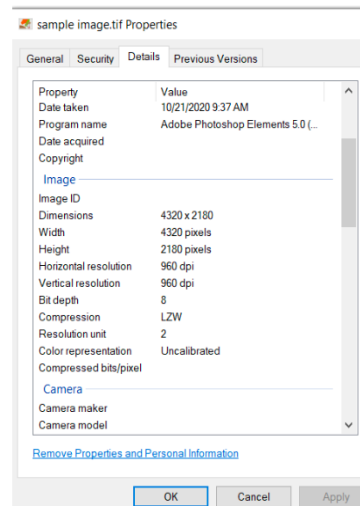 sample image.tif Properties
General Security Details Previous Versions
Property Value
Date taken 10/21/2020 9:37 AM
Program name Adobe Photoshop Elements 5.0 (...
Date acquired
Copyright
Image
Image ID
Dimensions 4320 x 2180
Width 4320 pixels
Height 2180 pixels
Horizontal resolution 960 dpi
Vertical resolution 960 dpi
Bit depth 8
Compression LZW
Resolution unit 2
Color representation Uncalibrated
Compressed bits/pixel
Camera
Camera maker
Camera model
Remove Properties and Personal Information
OK Cancel Apply